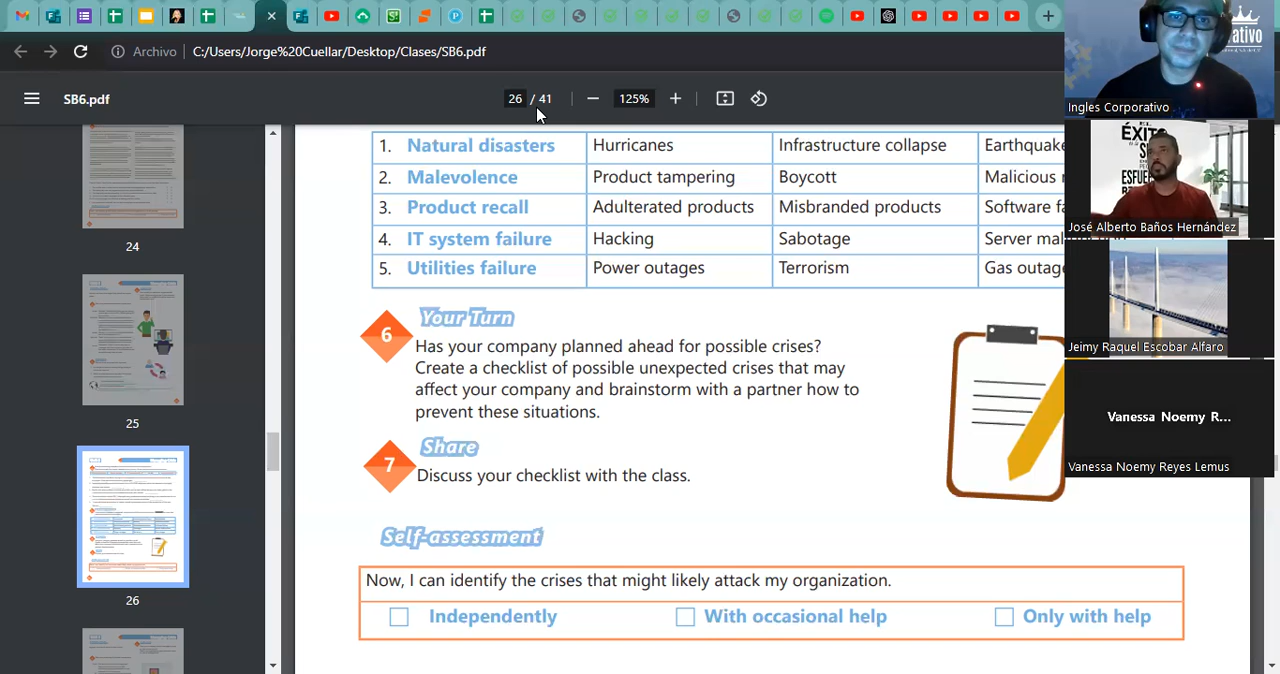 Archivo
C:/Users/Jorge%20Cuellar/Desktop/Clases/SB6.pdf
SB6.pdf
26 / 41
125%
24
25
26
1. Natural disasters Hurricanes Infrastructure collapse Earthquake
2. Malevolence Product tampering Boycott Malicious
3. Product recall Adulterated products Misbranded products Software
4. IT system failure Hacking Sabotage Server
5. Utilities failure Power outages Terrorism Gas
6
Your Turn
Has your company planned ahead for possible crises?
Create a checklist of possible unexpected crises that may
affect your company and brainstorm with a partner how to
prevent these situations.
7
Share
Discuss your checklist with the class.
Self-assessment
Now, I can identify the crises that might likely attack my organization.
Independently With occasional help Only with help
Ingles Corporativo
ÉXITO
José Alberto Baños Hernández
Jeimy Raquel Escobar Alfaro
Vanessa Noemy R...
Vanessa Noemy Reyes Lemus